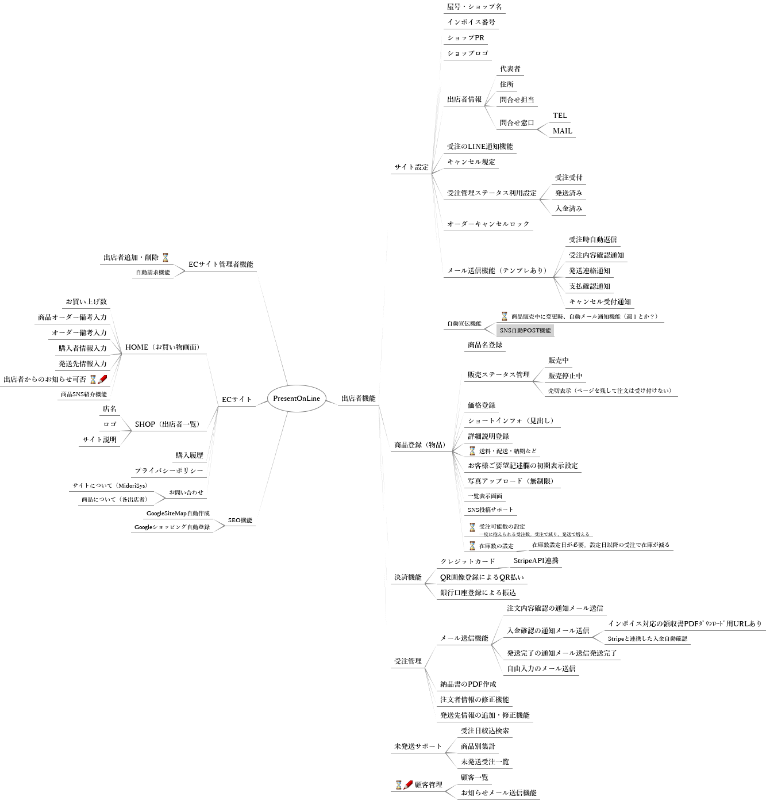 PresentOnLine
ECサイト管理者機能
出店者追加・削除
自動請求機能
ECサイト
HOME（お買い物画面）
お買い上げ数
商品オーダー備考入力
オーダー備考入力
購入者情報入力
発送先情報入力
出店者からのお知らせ可否
商品SNS紹介機能
SHOP（出店者一覧）
店名
ロゴ
サイト説明
購入履歴
プライバシーポリシー
お問い合わせ
サイトについて（MidoriSys）
商品について（各出店者）
SEO機能
GoogleSiteMap自動作成
Googleショッピング自動登録
出店者機能
サイト設定
屋号・ショップ名
インボイス番号
ショップPR
ショップロゴ
出店者情報
代表者
住所
問合せ担当
問合せ窓口
TEL
MAIL
受注のLINE通知機能
キャンセル規定
受注管理ステータス利用設定
受注受付
発送済み
入金済み
オーダーキャンセルロック
メール送信機能（テンプレあり）
受注時自動返信
受注内容確認通知
発送連絡通知
支払確認通知
キャンセル受付通知
自動宣伝機能
商品販売中に変更時、自動メール通知機能（週１とか？）
SNS自動POST機能
商品登録（物品）
商品名登録
販売ステータス管理
販売中
販売停止中
売切表示（ページを残して注文は受け付けない）
価格登録
ショートインフォ（見出し）
詳細説明登録
送料・配送・納期など
お客様ご要望記述欄の初期表示設定
写真アップロード（無制限）
一覧表示画面
SNS投稿サポート
受注可能数の設定
在庫数の設定
在庫数設定日が必要。設定日以降の受注で在庫が減る
決済機能
クレジットカード
StripeAPI連携
QR画像登録によるQR払い
銀行口座登録による振込
受注管理
メール送信機能
注文内容確認の通知メール送信
入金確認の通知メール送信
インボイス対応の領収書PDFﾀﾞｳﾝﾛｰﾄﾞ用URLあり
Stripeと連携した入金自動確認
発送完了の通知メール送信発送完了
自由入力のメール送信
納品書のPDF作成
注文者情報の修正機能
発送先情報の追加・修正機能
未発送サポート
受注日絞込検索
商品別集計
未発送受注一覧
顧客管理
顧客一覧
お知らせメール送信機能